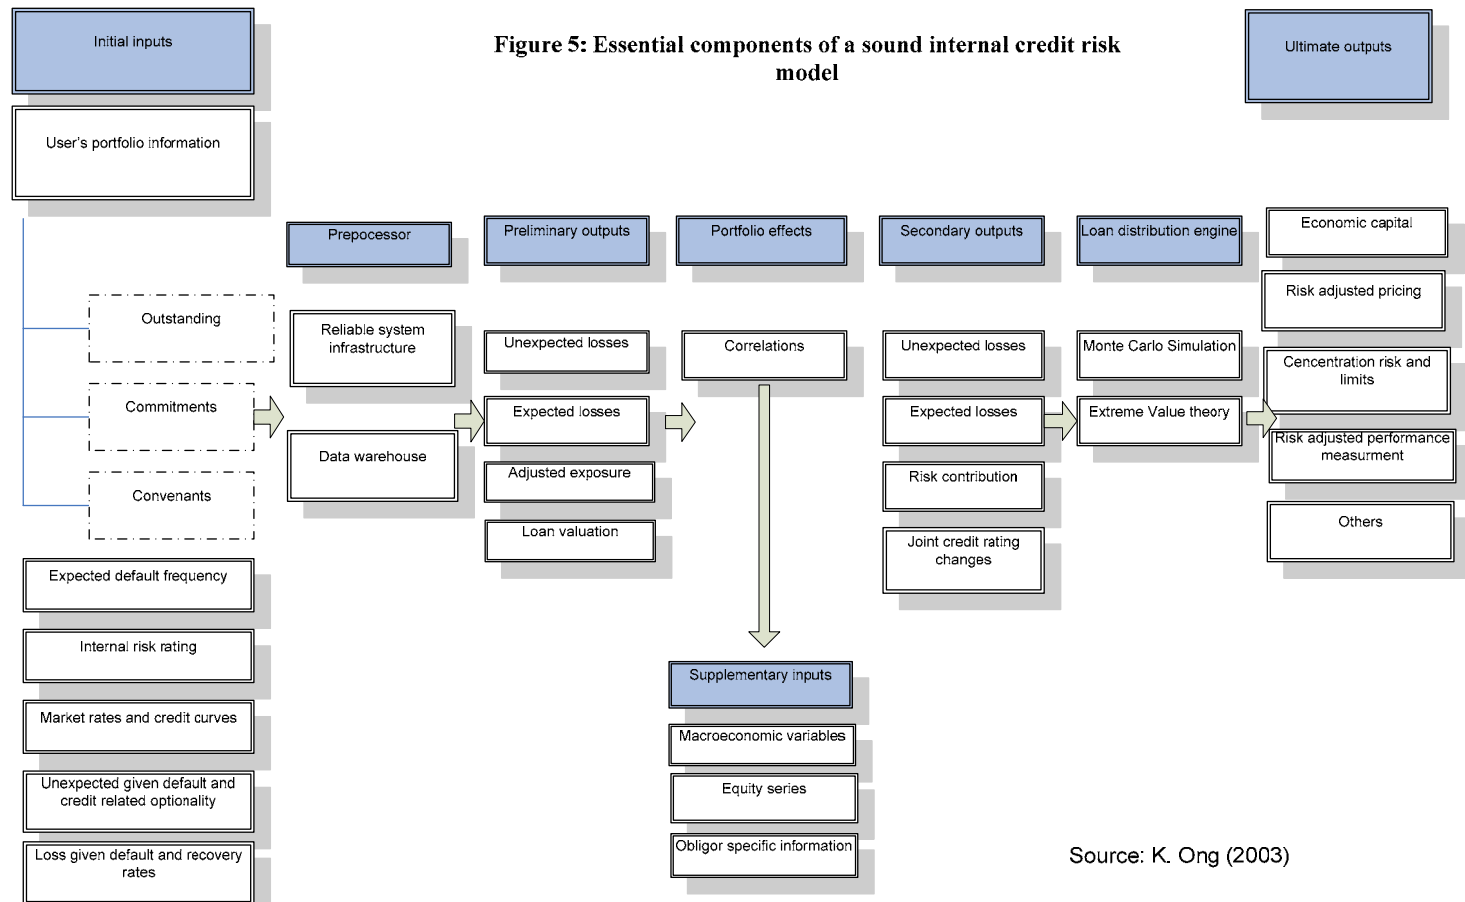 Initial inputs
Figure 5: Essential components of a sound internal credit risk
model
Ultimate outputs
User's portfolio information
Prepocessor
Preliminary outputs
Portfolio effects
Secondary outputs
Loan distribution engine
Economic capital
Risk adjusted pricing
Cencentration risk and
limits
Risk adjusted performance
measurment
Others
Outstanding
Commitments
Convenants
Reliable system
infrastructure
Data warehouse
Unexpected losses
Expected losses
Adjusted exposure
Loan valuation
Correlations
Unexpected losses
Expected losses
Risk contribution
Joint credit rating
changes
Monte Carlo Simulation
Extreme Value theory
Expected default frequency
Internal risk rating
Market rates and credit curves
Unexpected given default and
credit related optionality
Loss given default and recovery
rates
Supplementary inputs
Macroeconomic variables
Equity series
Obligor specific information
Source: K. Ong (2003)